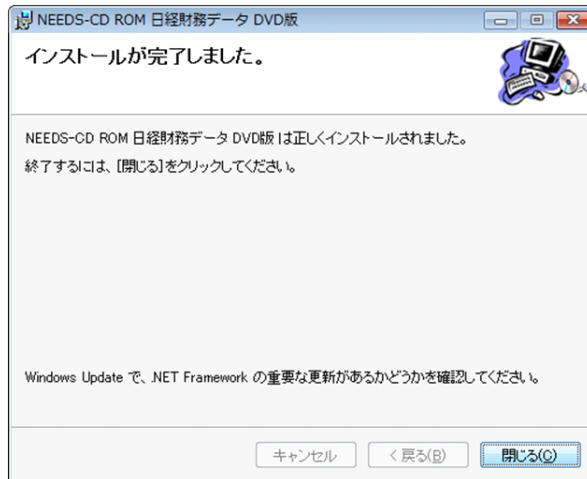 NEEDS-CD ROM 日経財務データ DVD版
インストールが完了しました。
NEEDS-CD ROM 日経財務データ DVD版 は正しくインストールされました。
終了するには、[閉じる]をクリックしてください。
Windows Update で、.NET Framework の重要な更新があるかどうかを確認してください。
キャンセル
< 戻る(B)
閉じる(C)